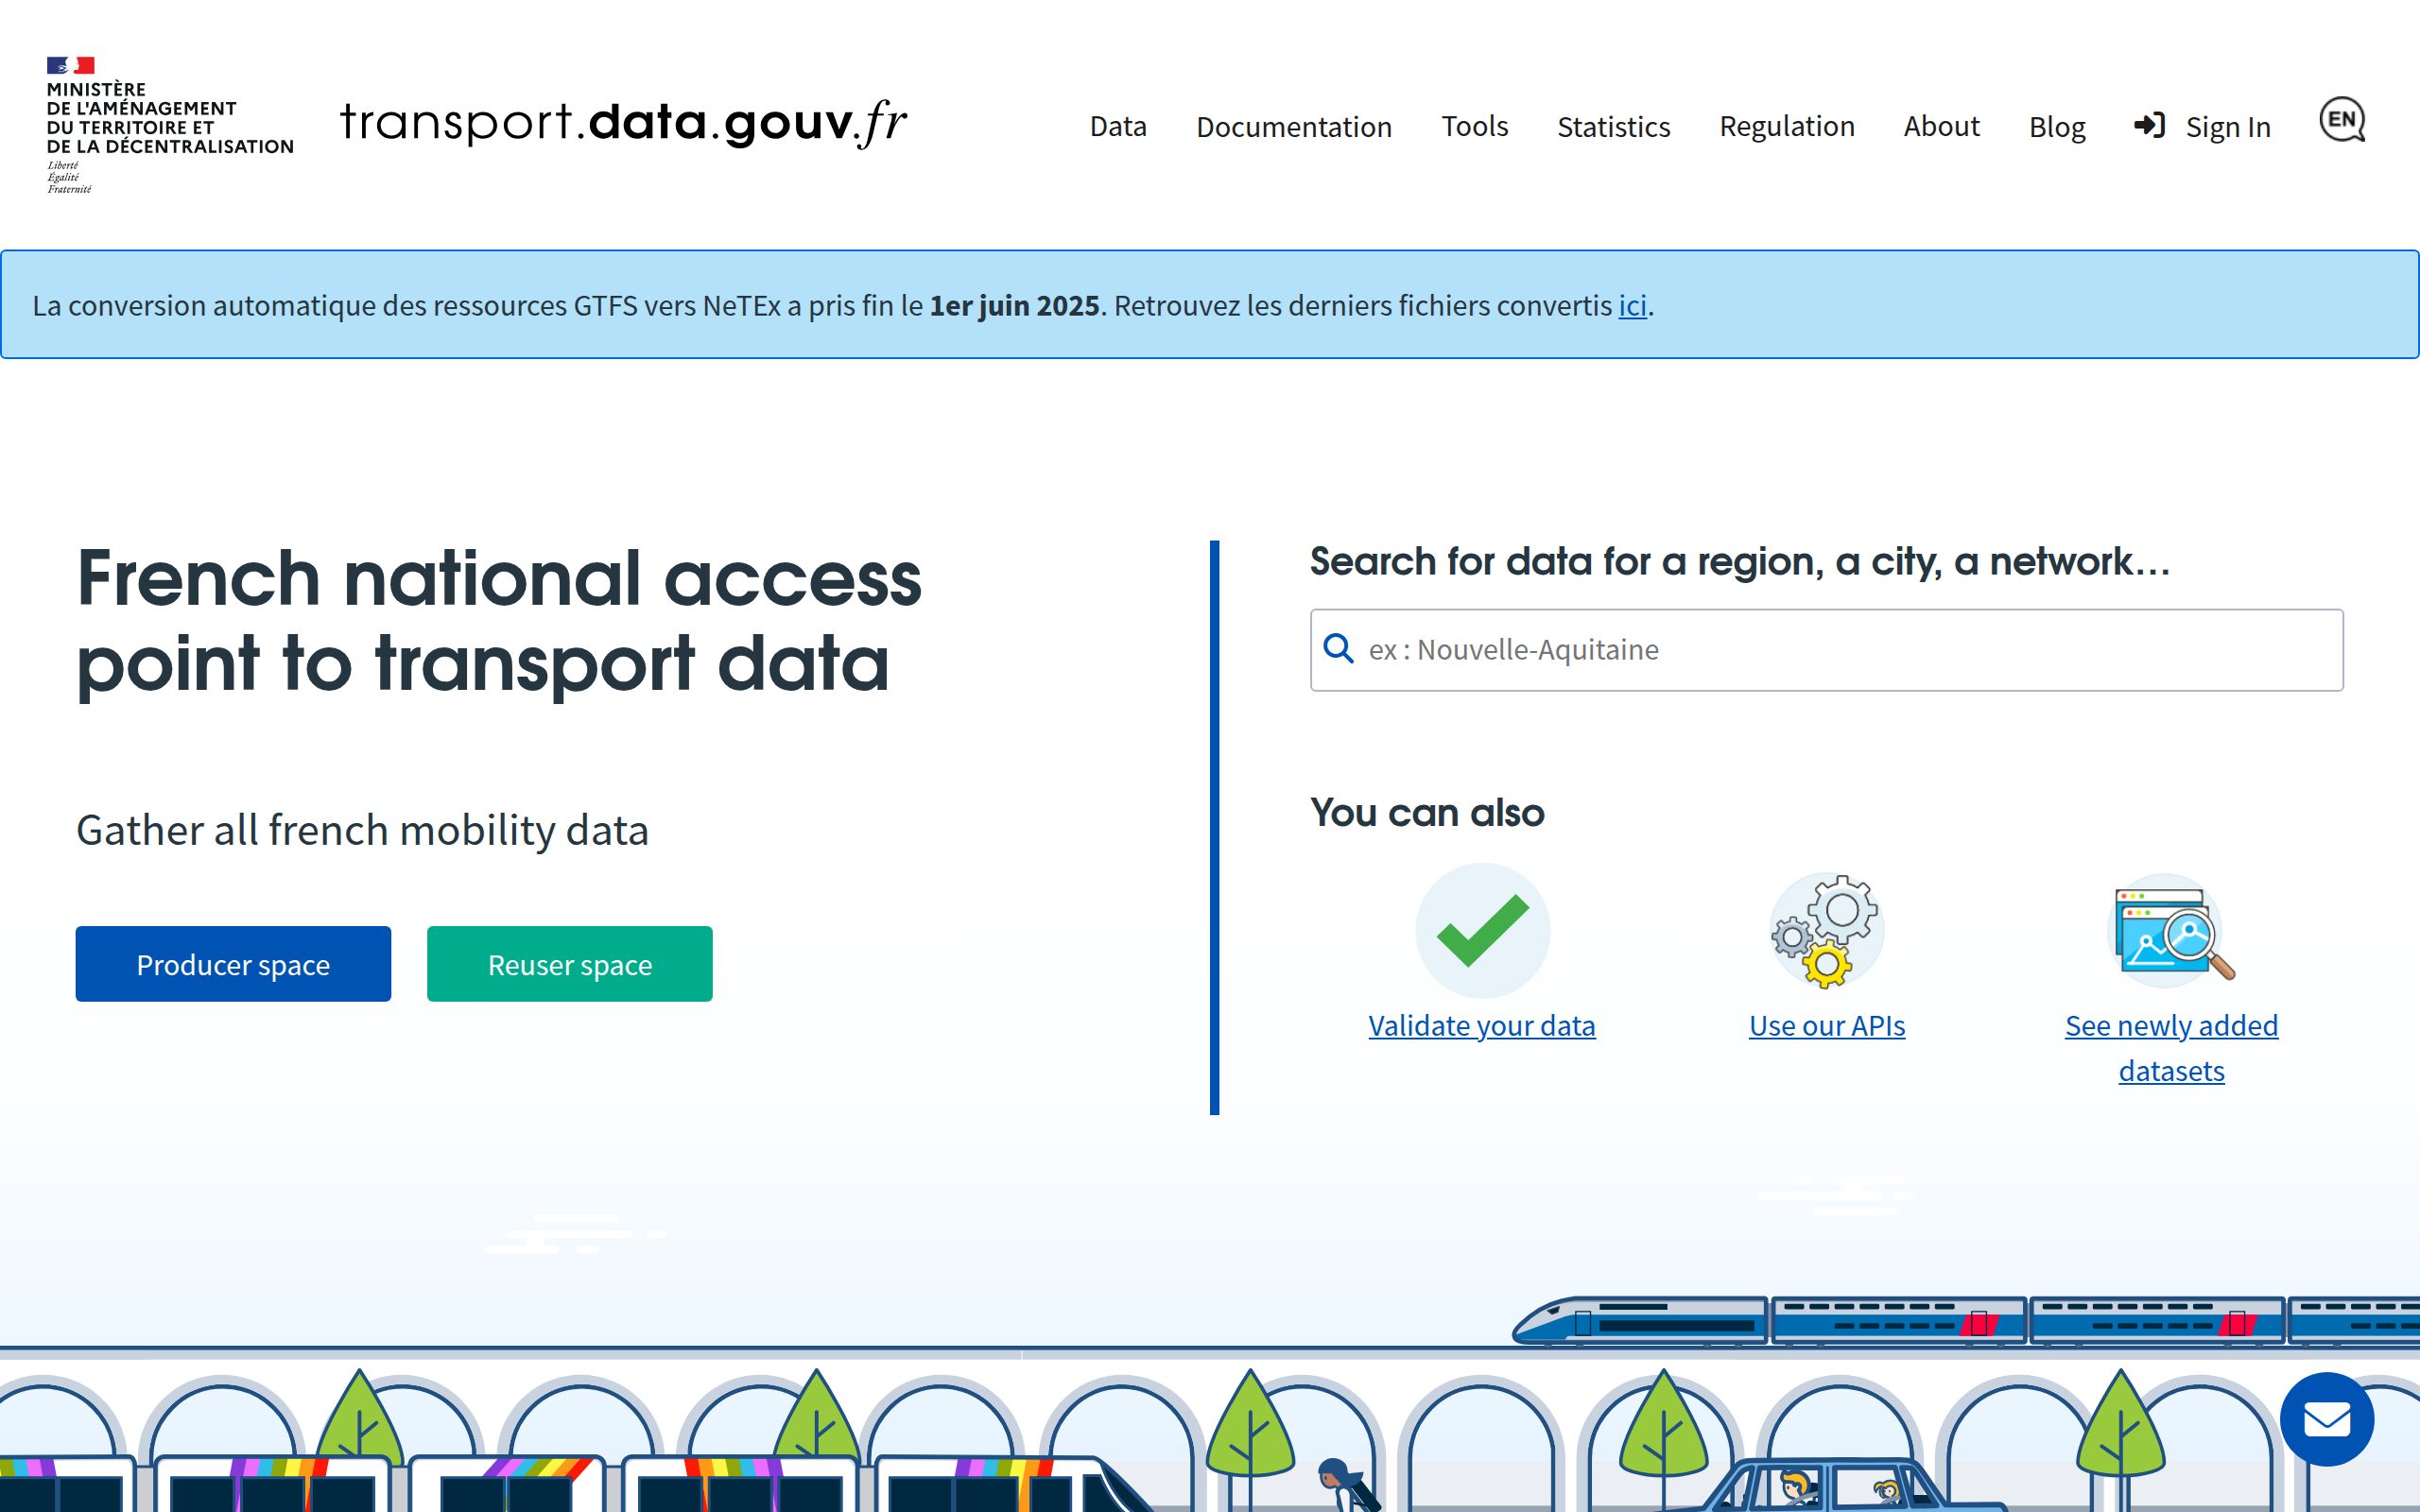 MINISTÈRE
DE L'AMÉNAGEMENT
DU TERRITOIRE ET
DE LA DÉCENTRALISATION
Liberté
Égalité
Fraternité
transport.data.gouv.fr
Data Documentation Tools Statistics Regulation About Blog Sign In EN
La conversion automatique des ressources GTFS vers NeTEx a pris fin le 1er juin 2025. Retrouvez les derniers fichiers convertis ici.
French national access
point to transport data
Gather all french mobility data
Producer space Reuser space
Search for data for a region, a city, a network…
ex : Nouvelle-Aquitaine
You can also
Validate your data
Use our APIs
See newly added
datasets